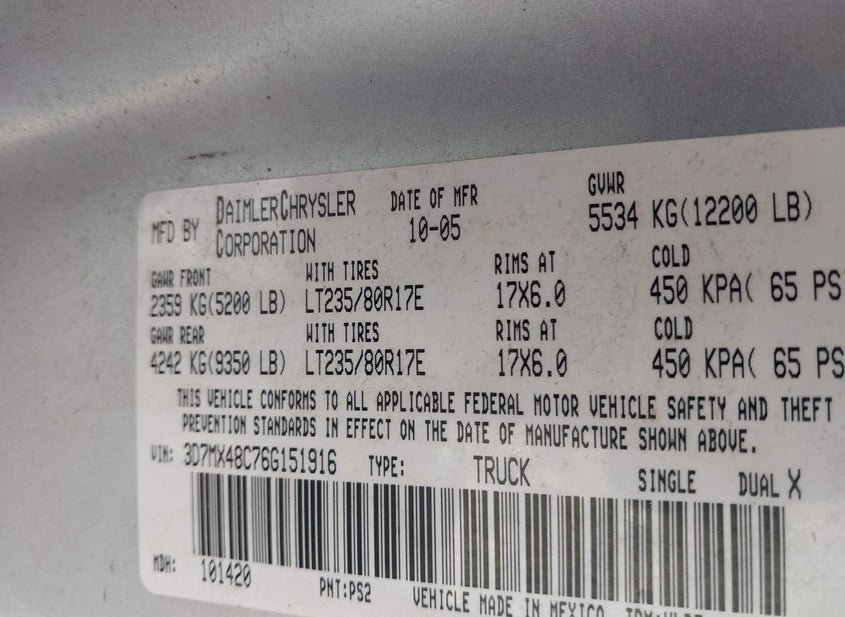 MFD BY DAIMLERCHRYSLER CORPORATION
DATE OF MFR 10-05
GVWR 5534 KG(12200 LB)
GAWR FRONT WITH TIRES RIMS AT COLD
2359 KG(5200 LB) LT235/80R17E 17X6.0 450 KPA( 65 PS
GAWR REAR WITH TIRES RIMS AT COLD
4242 KG(9350 LB) LT235/80R17E 17X6.0 450 KPA( 65 PS
THIS VEHICLE CONFORMS TO ALL APPLICABLE FEDERAL MOTOR VEHICLE SAFETY AND THEFT
PREVENTION STANDARDS IN EFFECT ON THE DATE OF MANUFACTURE SHOWN ABOVE.
VIN: 3D7MX48C76G151916 TYPE: TRUCK SINGLE DUAL X
MDH: 101420 PNT:PS2 VEHICLE MADE IN MEXICO